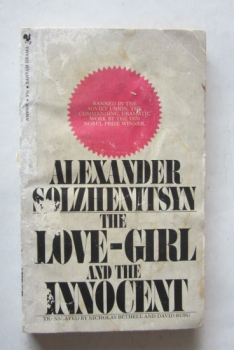 BANNED IN THE
SOVIET UNION, THE
COMMANDING, DRAMATIC
WORK BY THE 1970
NOBEL PRIZE WINNER
ALEXANDER
SOLZHENITSYN
THE
LOVE-GIRL
AND THE
INNOCENT
TRANSLATED BY NICHOLAS BETHELL AND DAVID BURG